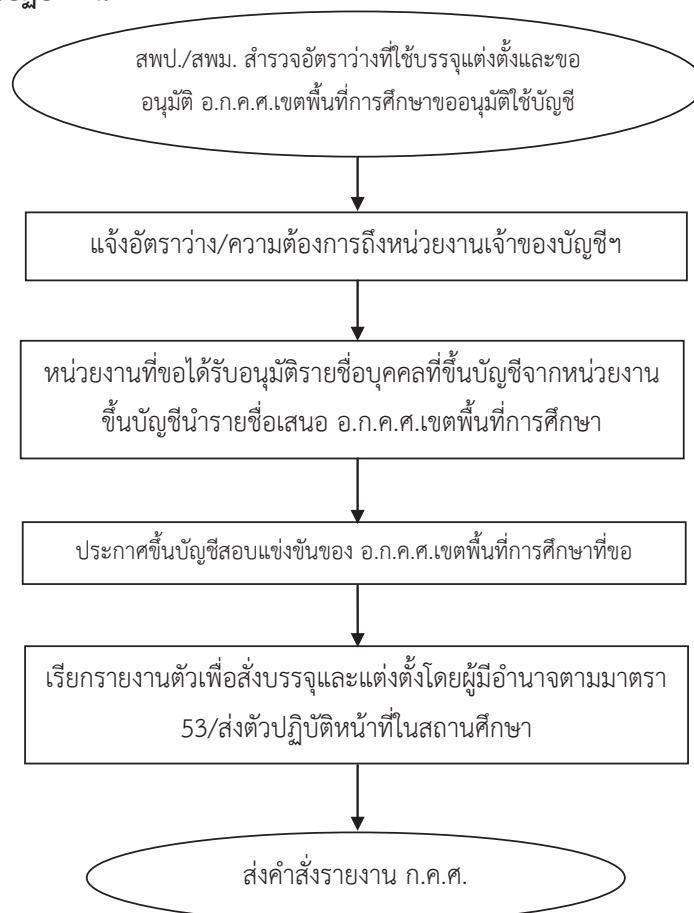 สพป./สพม. สำรวจอัตราว่างที่ใช้บรรจุแต่งตั้งและขอ
อนุมัติ อ.ก.ค.ศ.เขตพื้นที่การศึกษาขออนุมัติใช้บัญชี
แจ้งอัตราว่าง/ความต้องการถึงหน่วยงานเจ้าของบัญชีฯ
หน่วยงานที่ขอได้รับอนุมัติรายชื่อบุคคลที่ขึ้นบัญชีจากหน่วยงาน
ขึ้นบัญชีนำรายชื่อเสนอ อ.ก.ค.ศ.เขตพื้นที่การศึกษา
ประกาศขึ้นบัญชีสอบแข่งขันของ อ.ก.ค.ศ.เขตพื้นที่การศึกษาที่ขอ
เรียกรายงานตัวเพื่อสั่งบรรจุและแต่งตั้งโดยผู้มีอำนาจตามมาตรา
53/ส่งตัวปฏิบัติหน้าที่ในสถานศึกษา
ส่งคำสั่งรายงาน ก.ค.ศ.